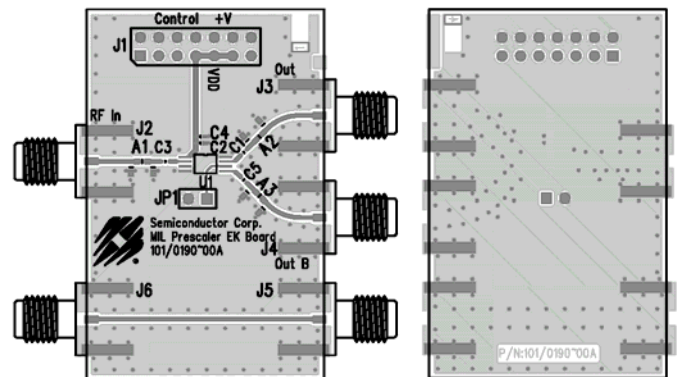 Control +V
J1
VDD
Out
J3
RF In
J2
A1 C3
C4
C2
C1
A2
C5
A3
U1
JP1
Semiconductor Corp.
MIL Prescaler EK Board
101/0190~00A
J4
Out B
J6
J5
P/N:101/0190~00A